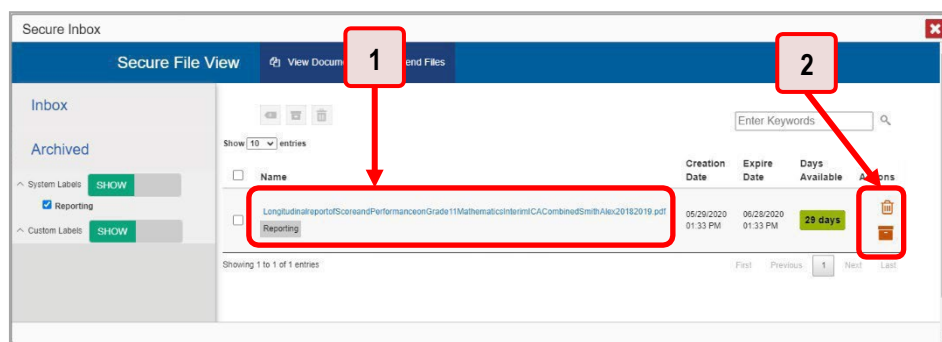 Secure Inbox
Secure File View
View Docume
end Files
1
2
Inbox
Archived
System Labels SHOW
Reporting
Custom Labels SHOW
Enter Keywords
Show 10 entries
Name
Creation Date
Expire Date
Days Available
A ons
LongitudinalreportofScoreandPerformanceonGrade11MathematicsInterimICACombinedSmithAlex20182019.pdf
Reporting
05/29/2020
01:33 PM
06/28/2020
01:33 PM
29 days
Showing 1 to 1 of 1 entries
First Previous 1 Next Last